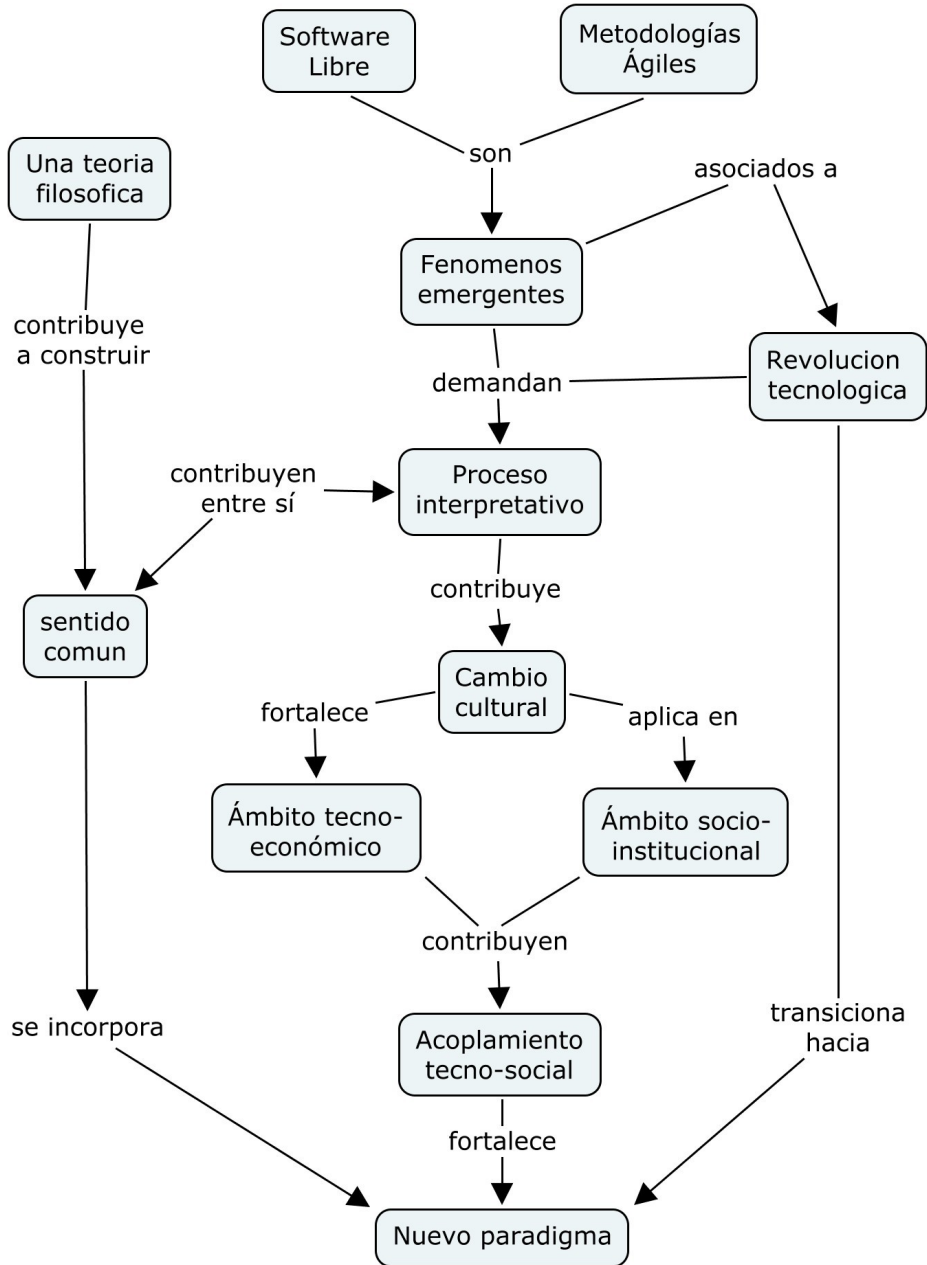 Software
Libre
Metodologías
Ágiles
son
asociados a
Una teoria
filosofica
Fenomenos
emergentes
contribuye
a construir
Revolucion
tecnologica
demandan
contribuyen
entre sí
Proceso
interpretativo
contribuye
sentido
comun
Cambio
cultural
fortalece
aplica en
Ámbito tecno-
económico
Ámbito socio-
institucional
contribuyen
se incorpora
transiciona
hacia
Acoplamiento
tecno-social
fortalece
Nuevo paradigma